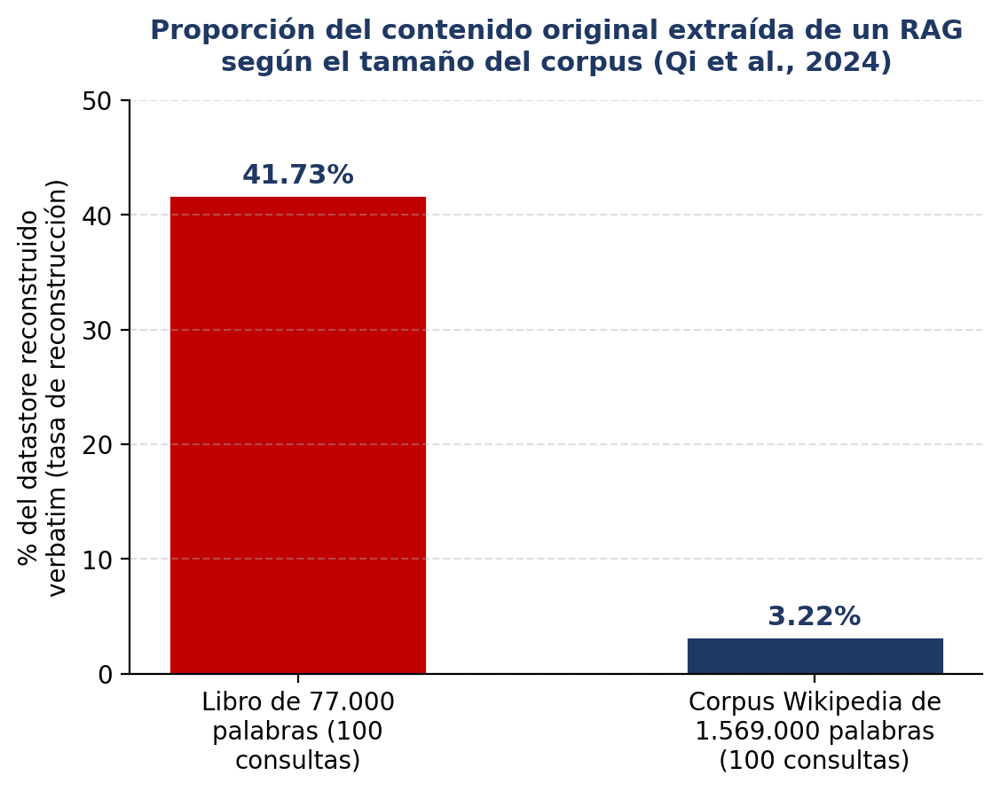 Proporción del contenido original extraída de un RAG
según el tamaño del corpus (Qi et al., 2024)
% del datastore reconstruido
verbatim (tasa de reconstrucción)
50
40
30
20
10
0
41.73%
3.22%
Libro de 77.000
palabras (100
consultas)
Corpus Wikipedia de
1.569.000 palabras
(100 consultas)